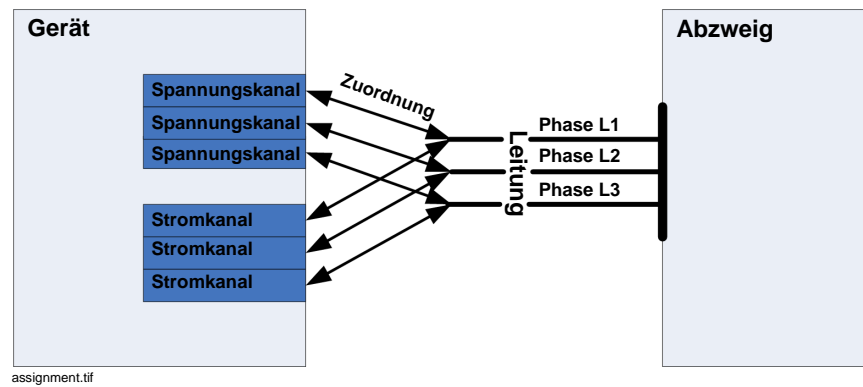 Gerät
Abzweig
Spannungskanal
Spannungskanal
Spannungskanal
Zuordnung
Leitung
Phase L1
Phase L2
Phase L3
Stromkanal
Stromkanal
Stromkanal
assignment.tif